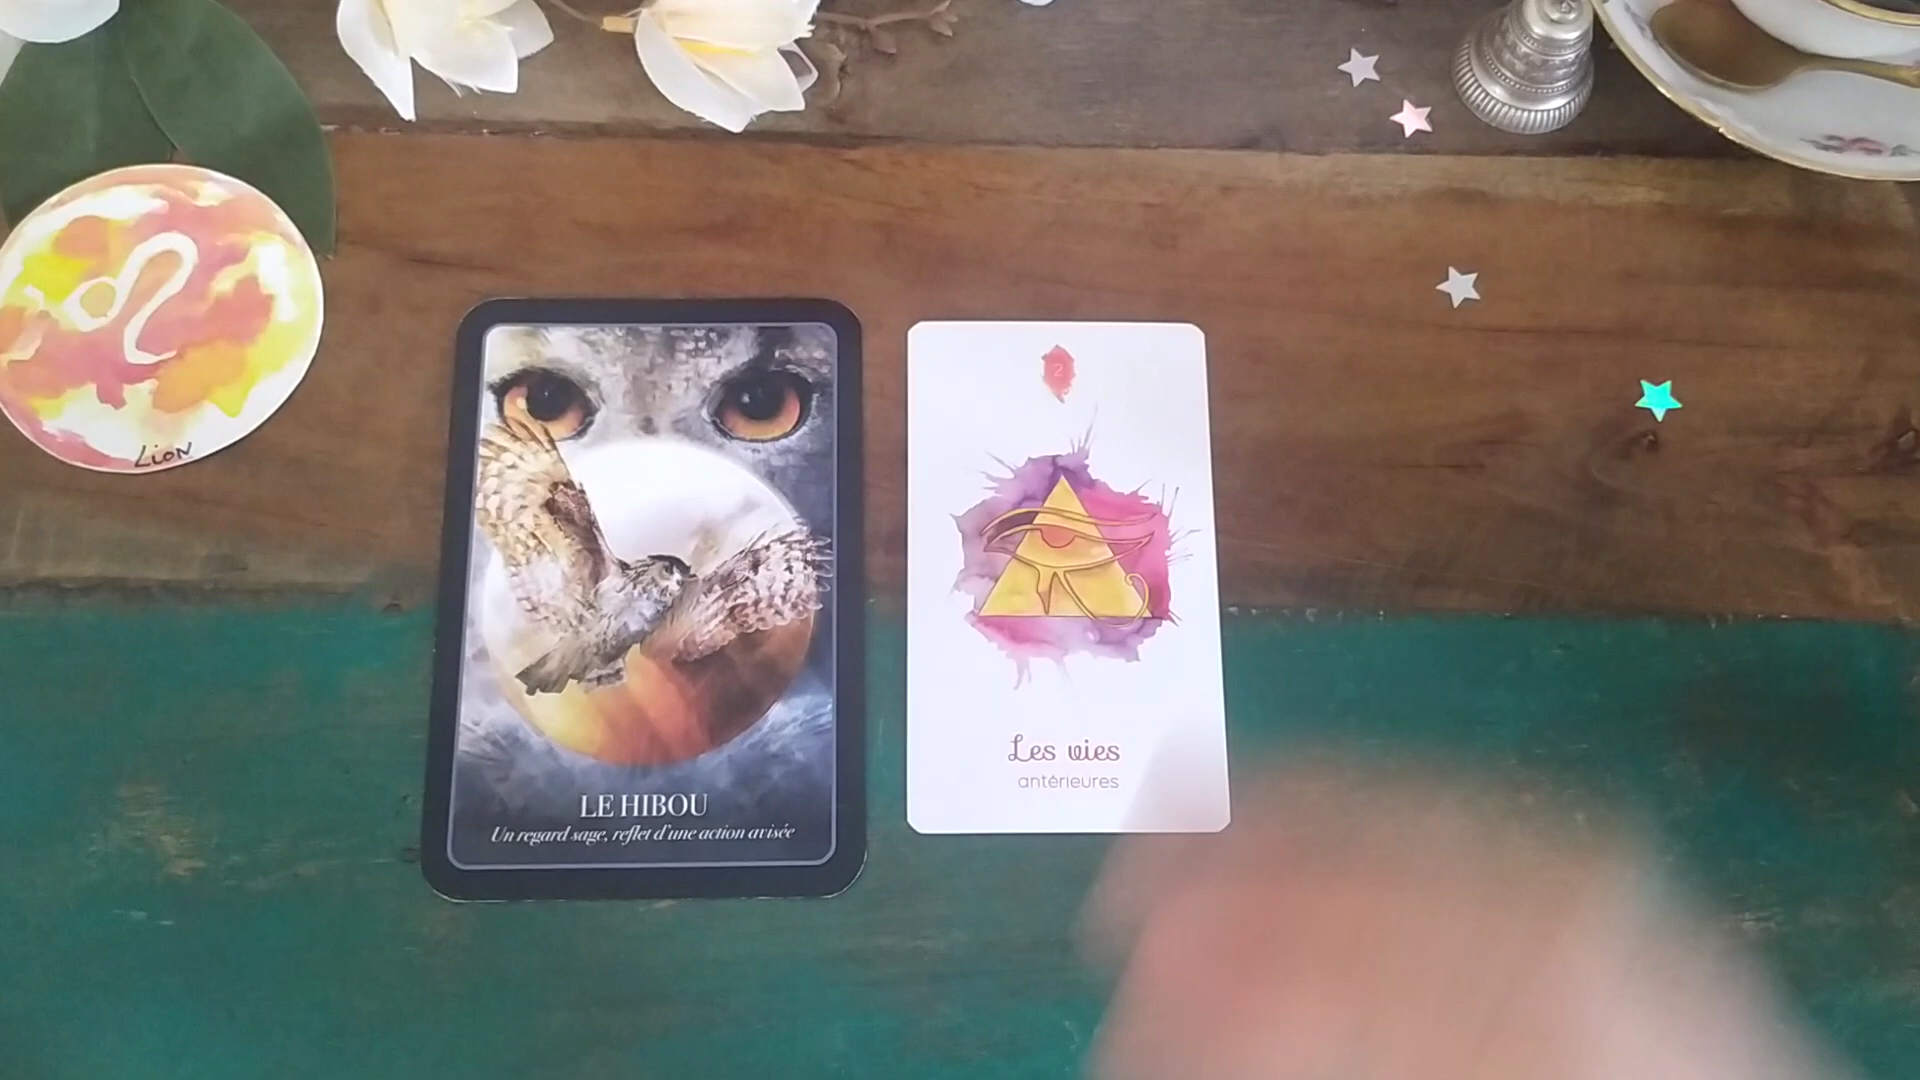 LiON
LE HIBOU
Un regard sage, reflet d'une action avisée
2
Les vies
antérieures